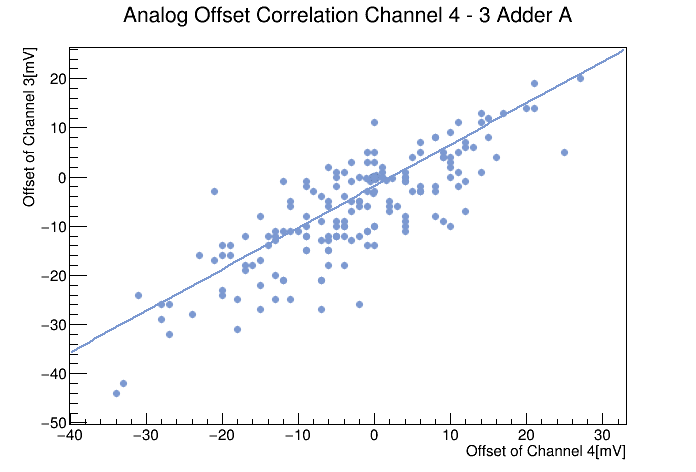 Analog Offset Correlation Channel 4 - 3 Adder A
Offset of Channel 3[mV]
20
10
0
−10
−20
−30
−40
−50
−40 −30 −20 −10 0 10 20 30
Offset of Channel 4[mV]